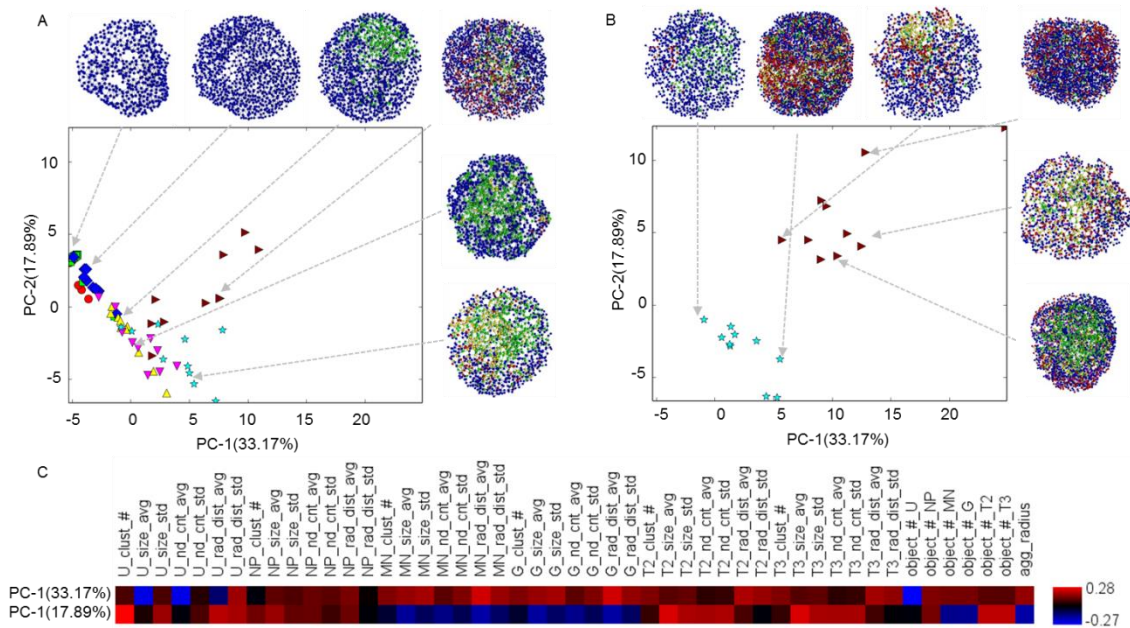 A
B
10
5
0
-5
PC-2(17.89%)
-5
0
5
10
15
20
PC-1(33.17%)
10
5
0
-5
PC-2(17.89%)
-5
0
5
10
15
20
PC-1(33.17%)
C
U_clust_#
U_size_avg
U_size_std
U_nd_cnt_avg
U_nd_cnt_std
U_rad_dist_avg
U_rad_dist_std
NP_clust_#
NP_size_avg
NP_size_std
NP_nd_cnt_avg
NP_nd_cnt_std
NP_rad_dist_avg
NP_rad_dist_std
MN_clust_#
MN_size_avg
MN_size_std
MN_nd_cnt_avg
MN_nd_cnt_std
MN_rad_dist_avg
MN_rad_dist_std
G_clust_#
G_size_avg
G_size_std
G_nd_cnt_avg
G_nd_cnt_std
G_rad_dist_avg
G_rad_dist_std
T2_clust_#
T2_size_avg
T2_size_std
T2_nd_cnt_avg
T2_nd_cnt_std
T2_rad_dist_avg
T2_rad_dist_std
T3_clust_#
T3_size_avg
T3_size_std
T3_nd_cnt_avg
T3_nd_cnt_std
T3_rad_dist_avg
T3_rad_dist_std
object_#_U
object_#_NP
object_#_MN
object_#_G
object_#_T2
object_#_T3
agg_radius
PC-1(33.17%)
PC-1(17.89%)
0.28
-0.27